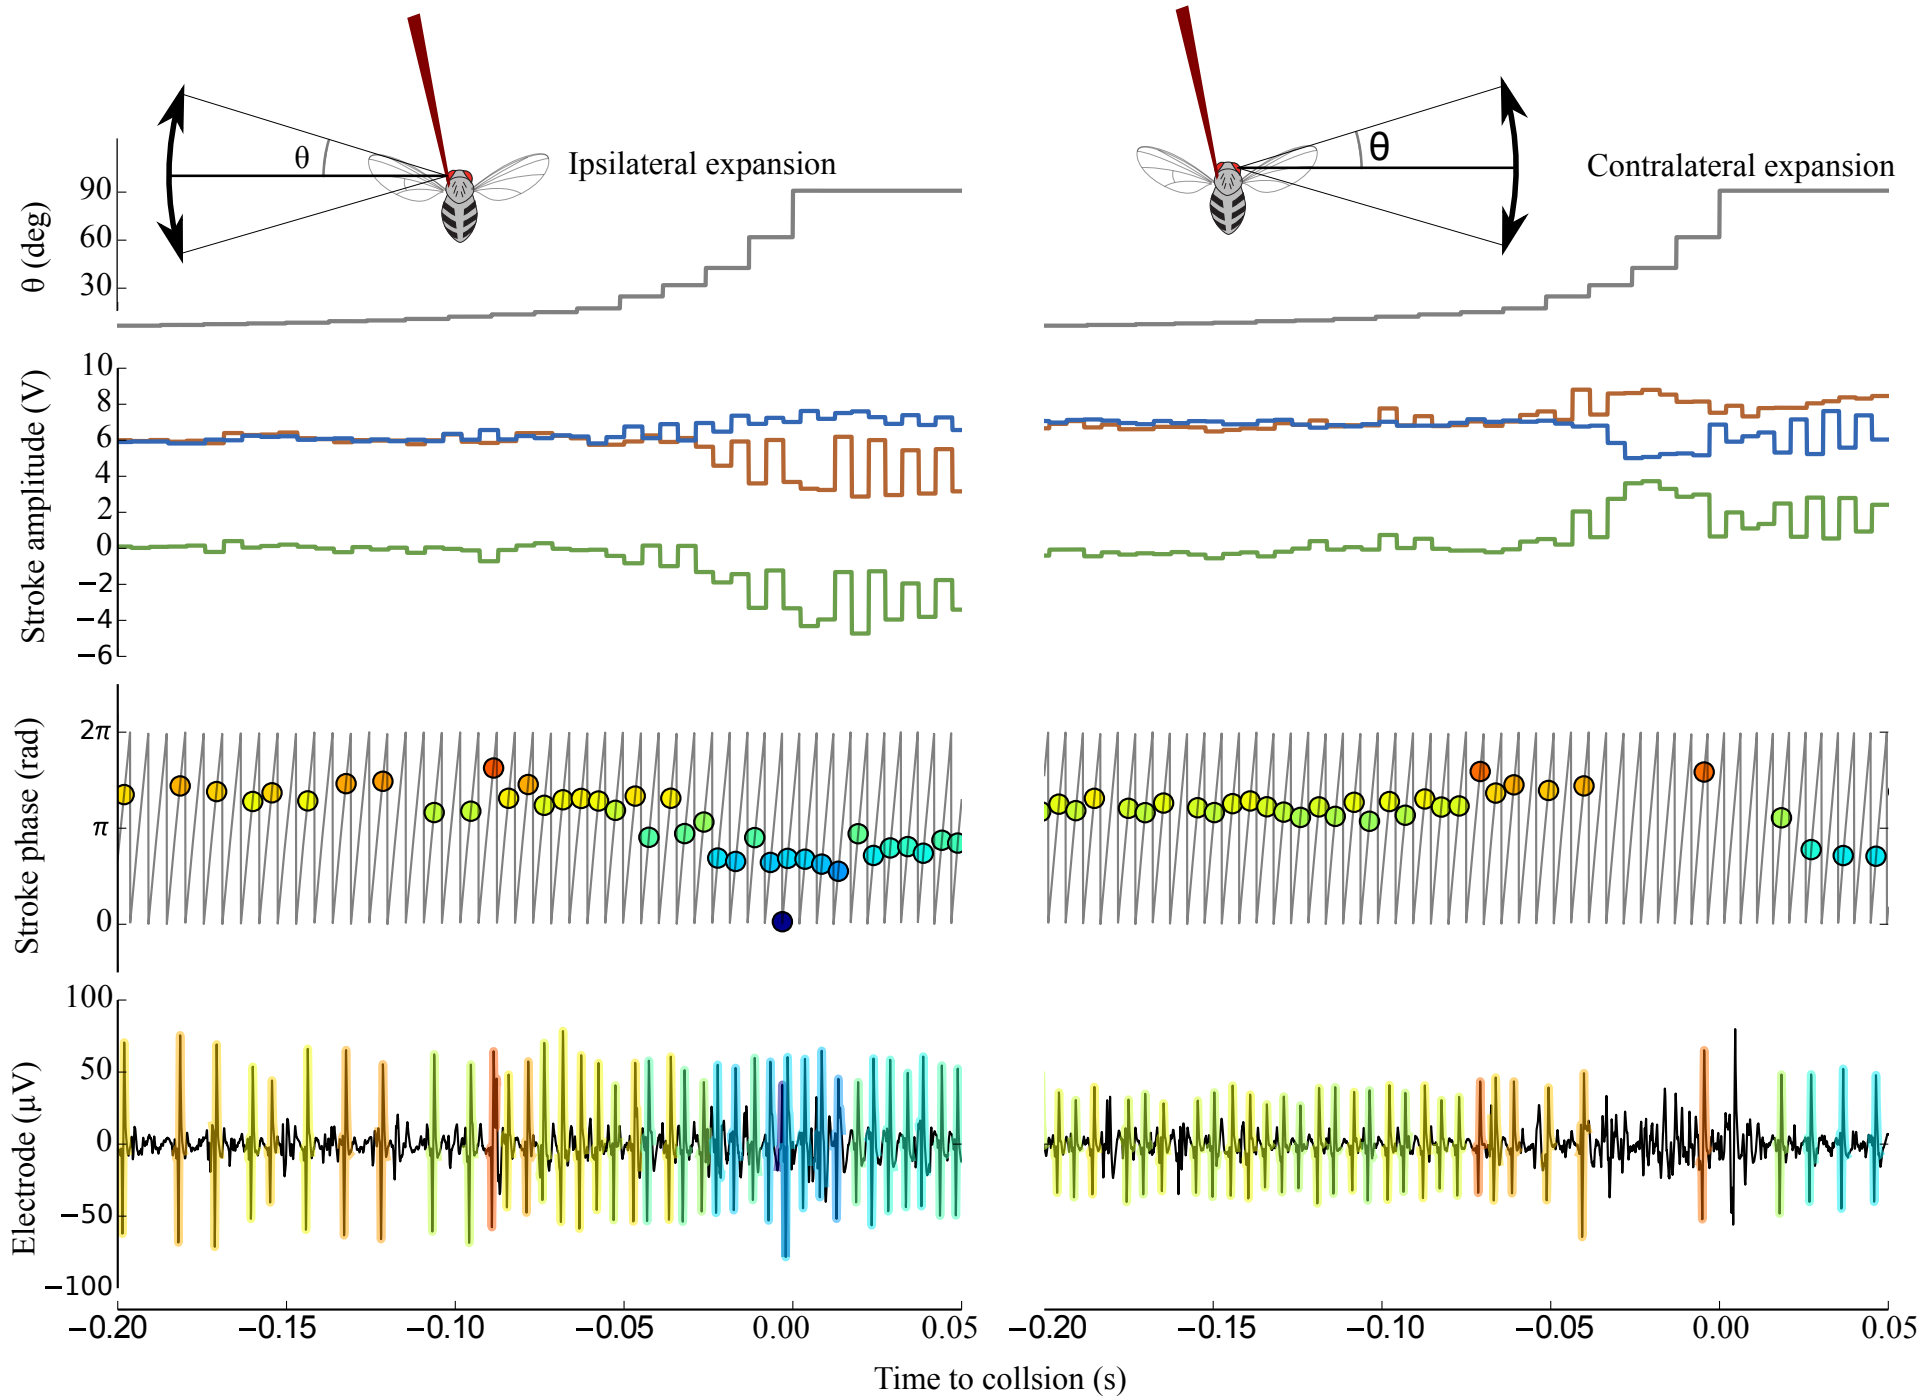 θ
Ipsilateral expansion
θ
Contralateral expansion
θ (deg)
90
60
30
Stroke amplitude (V)
10
8
6
4
2
0
−2
−4
−6
Stroke phase (rad)
2π
π
0
Electrode (μV)
100
50
0
−50
−100
−0.20 −0.15 −0.10 −0.05 0.00 0.05
−0.20 −0.15 −0.10 −0.05 0.00 0.05
Time to collsion (s)